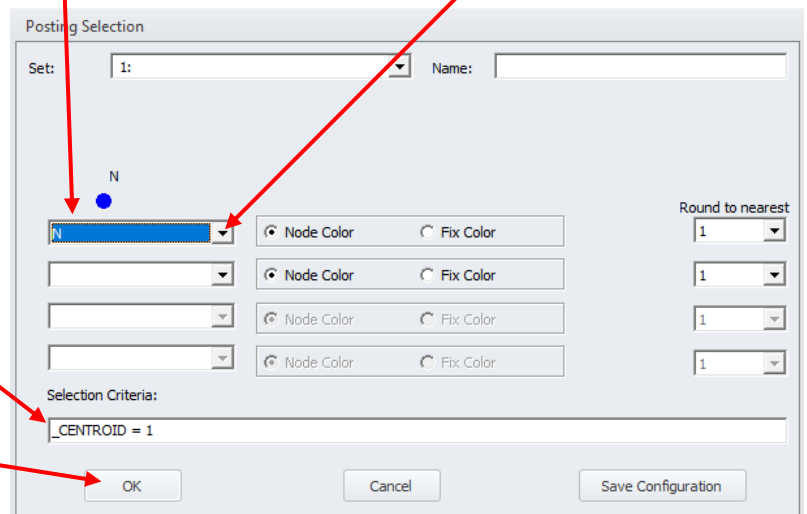 Posting Selection
Set: 1: Name:
N
Round to nearest
N Node Color Fix Color 1
Node Color Fix Color 1
Node Color Fix Color 1
Node Color Fix Color 1
Selection Criteria:
_CENTROID = 1
OK Cancel Save Configuration